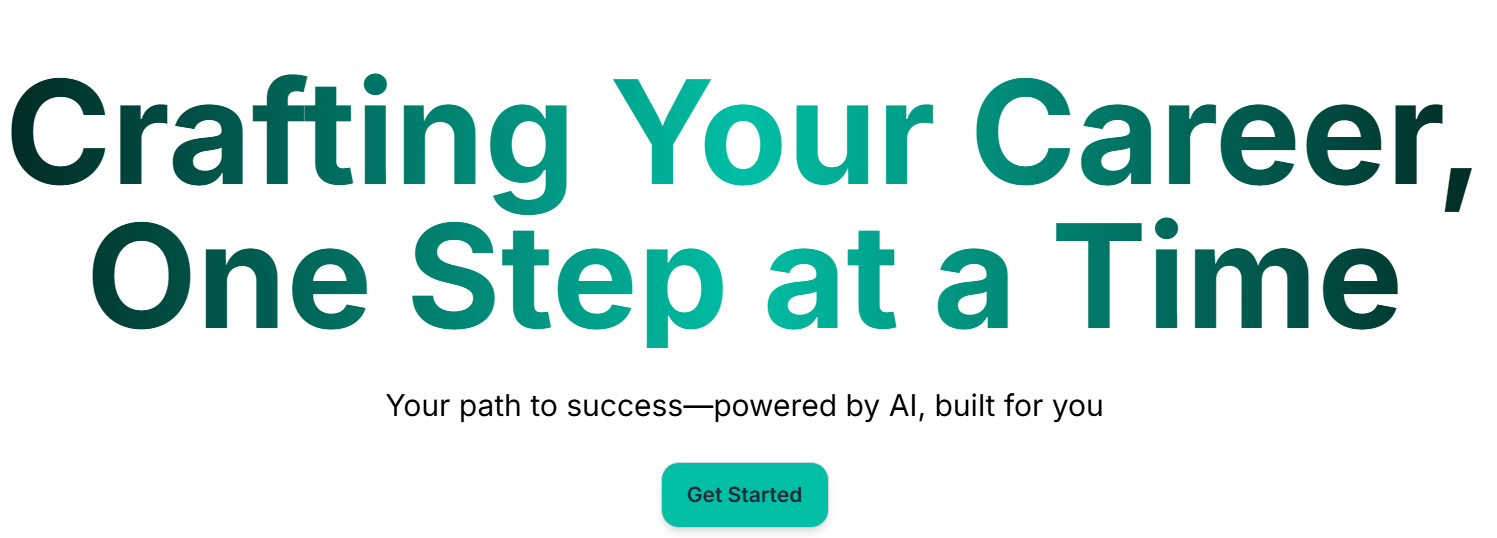 Crafting Your Career,
One Step at a Time
Your path to success—powered by AI, built for you
Get Started